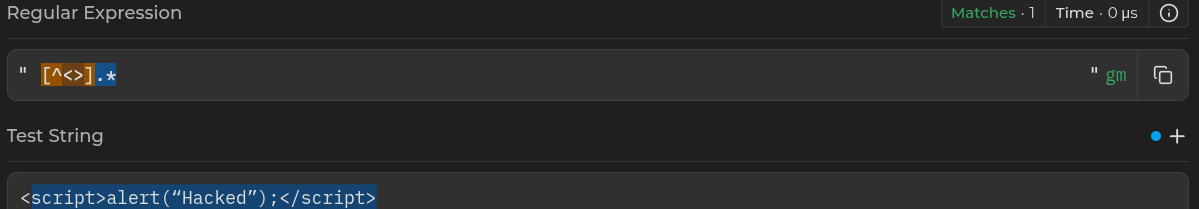 Regular Expression Matches · 1 Time · 0 μs
" [^<>].* " gm
Test String
<script>alert(“Hacked”);</script>